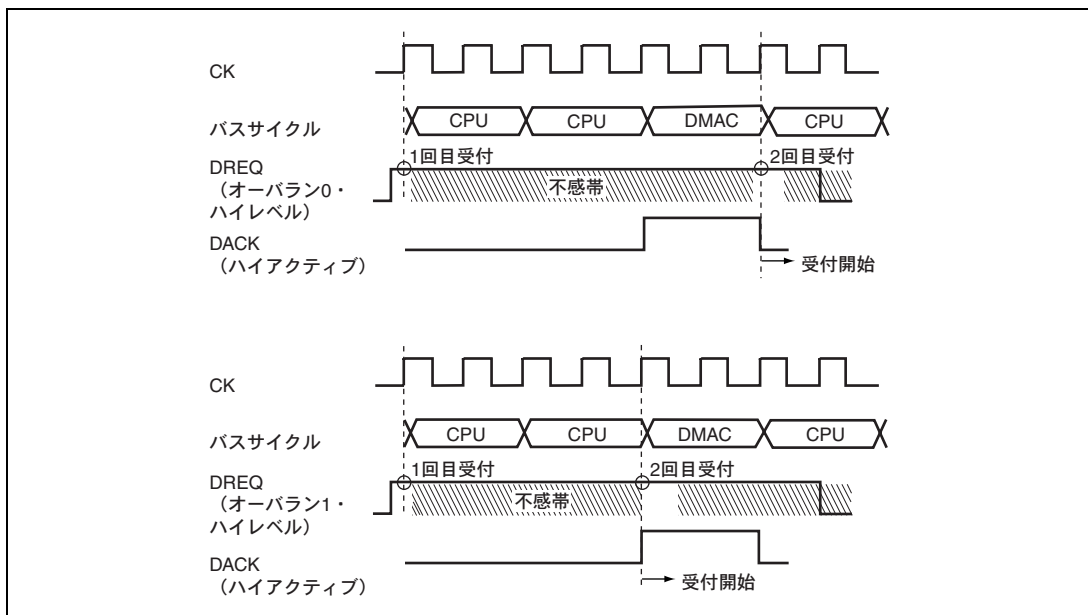 CK
バスサイクル
CPU CPU DMAC CPU
DREQ
（オーバラン0・
ハイレベル）
1回目受付
2回目受付
不感帯
DACK
（ハイアクティブ）
受付開始
CK
バスサイクル
CPU CPU DMAC CPU
DREQ
（オーバラン1・
ハイレベル）
1回目受付
2回目受付
不感帯
DACK
（ハイアクティブ）
受付開始